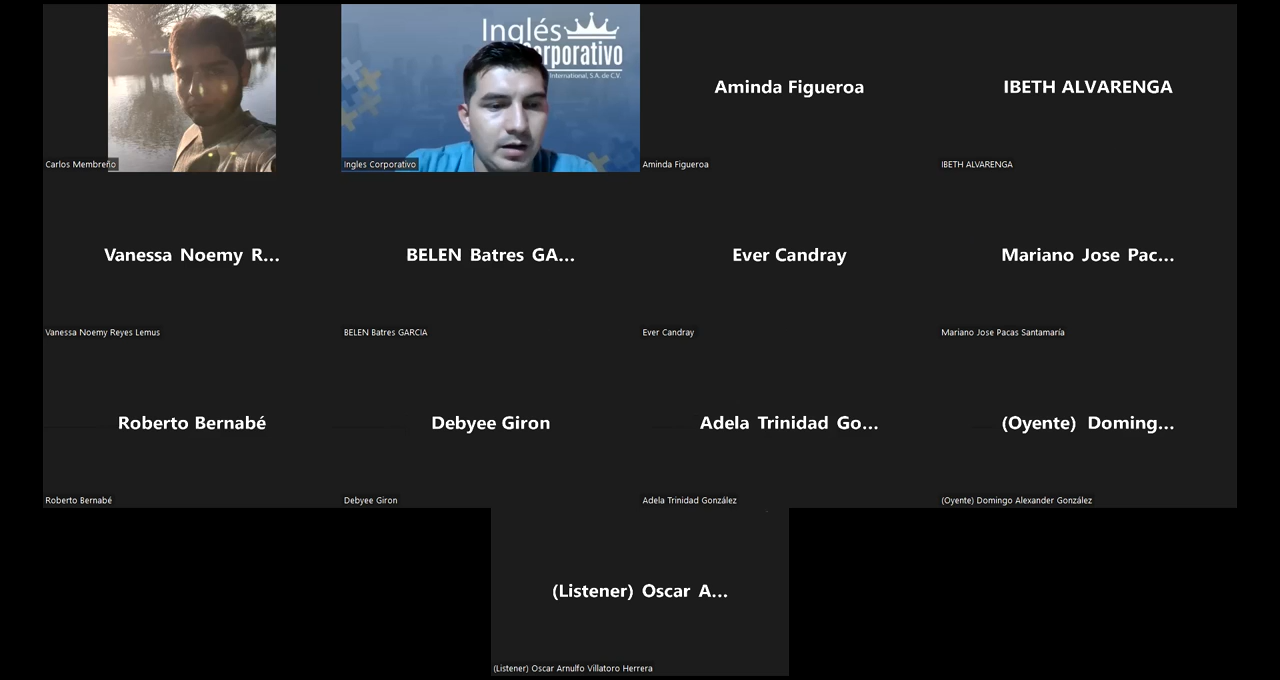 Inglés
Corporativo
International, S.A. de C.V.
Aminda Figueroa
IBETH ALVARENGA
Carlos Membreño
Ingles Corporativo
Aminda Figueroa
IBETH ALVARENGA
Vanessa Noemy R...
BELEN Batres GA...
Ever Candray
Mariano Jose Pac...
Vanessa Noemy Reyes Lemus
BELEN Batres GARCIA
Ever Candray
Mariano Jose Pacas Santamaría
Roberto Bernabé
Debyee Giron
Adela Trinidad Go...
(Oyente) Doming...
Roberto Bernabé
Debyee Giron
Adela Trinidad González
(Oyente) Domingo Alexander González
(Listener) Oscar A...
(Listener) Oscar Arnulfo Villatoro Herrera